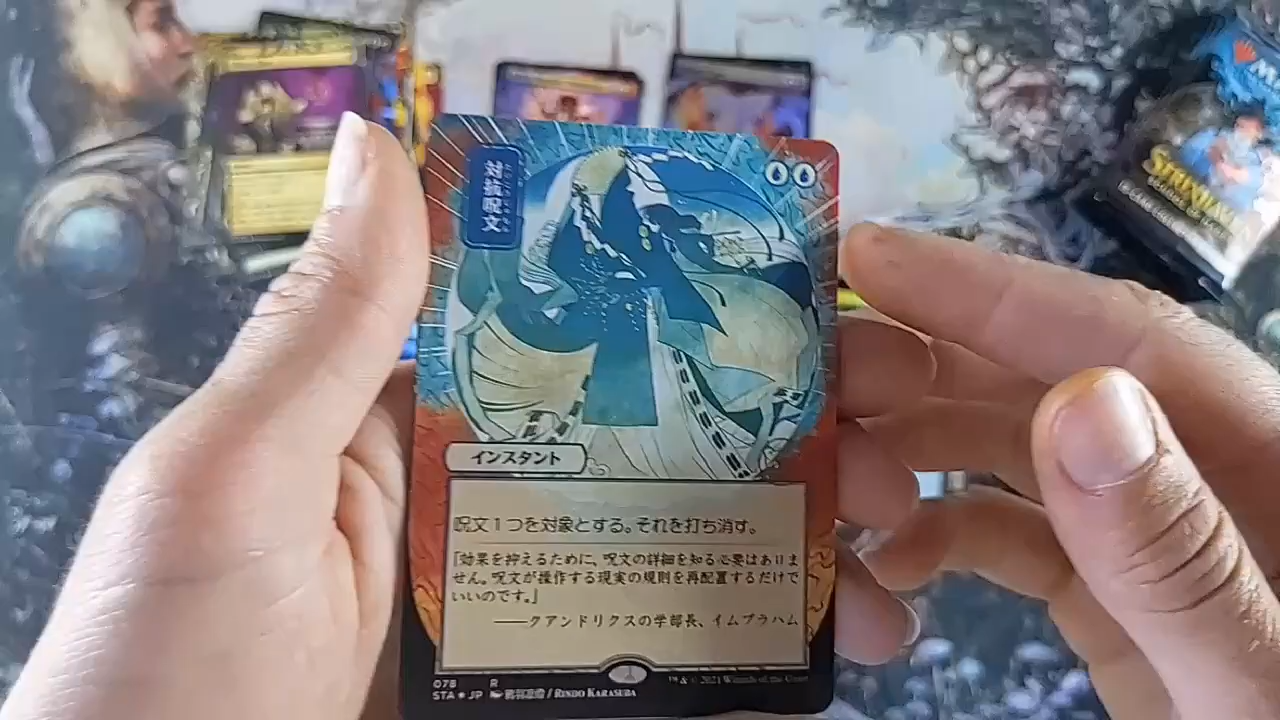 対抗呪文
インスタント
呪文1つを対象とする。それを打ち消す。
「効果を抑えるために、呪文の詳細を知る必要はありま
せん。呪文が操作する現実の規則を再配置するだけで
いいのです。」
——クアンドリクスの学部長、イムブラハム
078 R
STA★JP RINDO KARASUBA
™ & © 2021 Wizards of the Coast